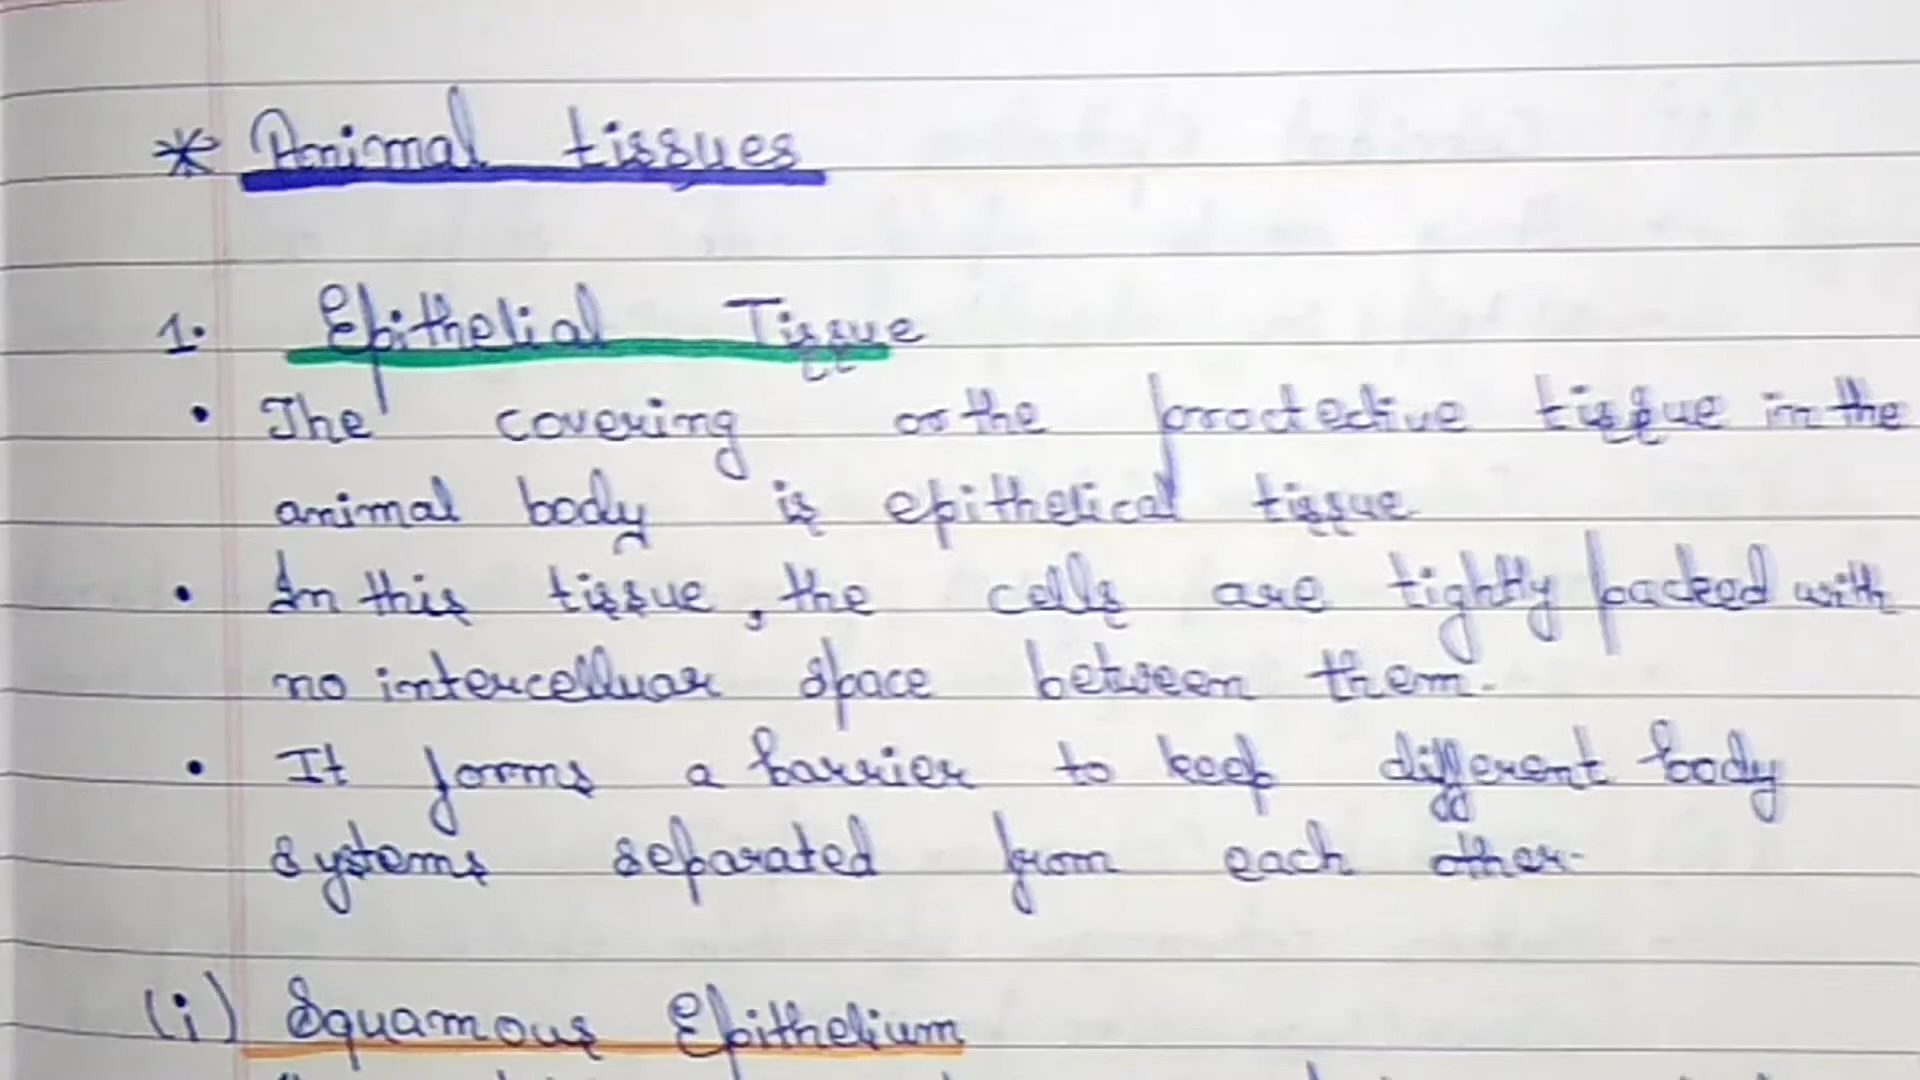 * Animal tissues
1. Epithelial Tissue
• The covering or the protective tissue in the
animal body is epithelical tissue
• In this tissue, the cells are tightly packed with
no intercelluar space between them.
• It forms a barrier to keep different body
systems separated from each other.
(i) Squamous Epithelium